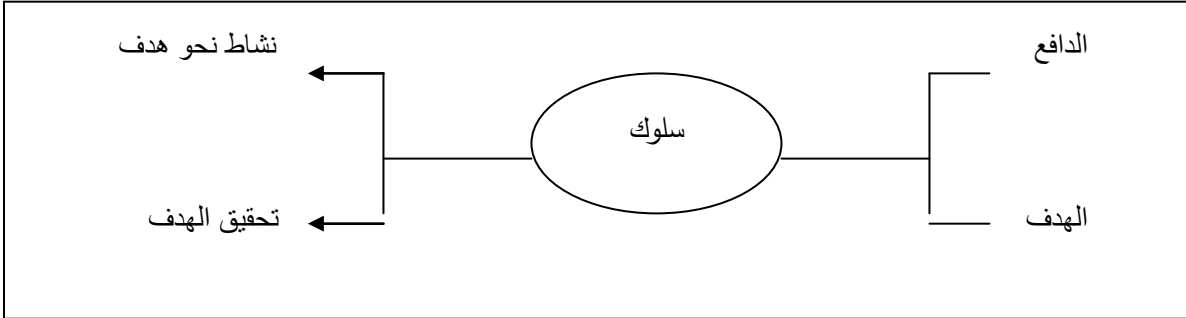 الدافع
نشاط نحو هدف
سلوك
الهدف
تحقيق الهدف